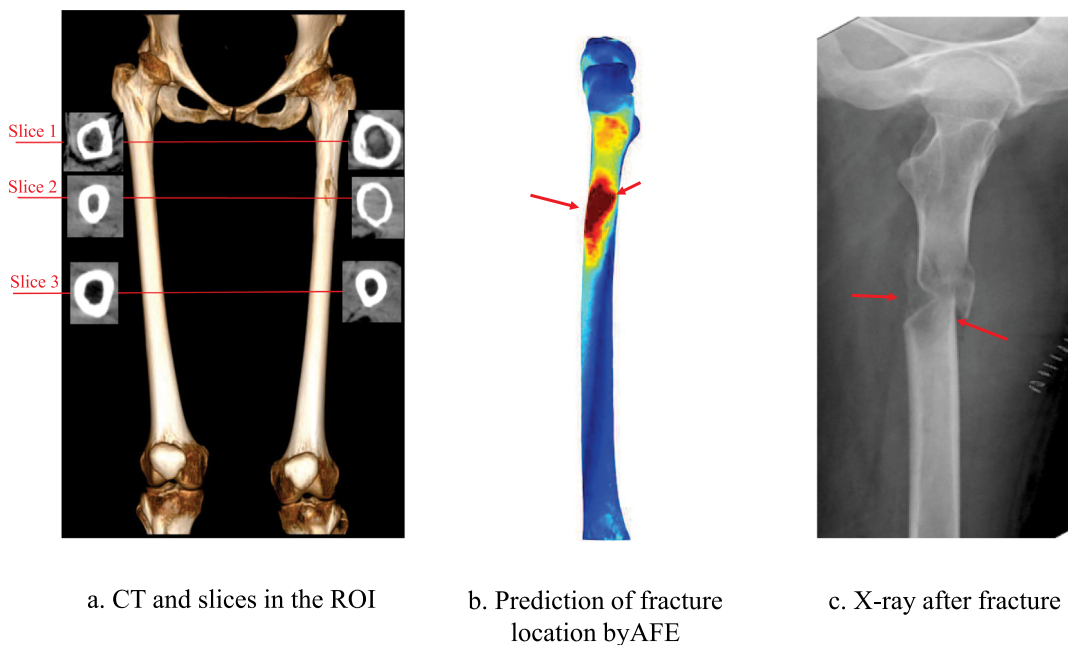 Slice 1
Slice 2
Slice 3
a. CT and slices in the ROI
b. Prediction of fracture
location byAFE
c. X-ray after fracture